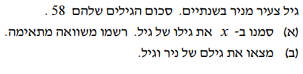 גיל צעיר מניר בשנתיים. סכום הגילים שלהם 58 .
(א) סמנו ב- x את גילו של גיל. רשמו משוואה מתאימה.
(ב) מצאו את גילם של ניר וגיל.